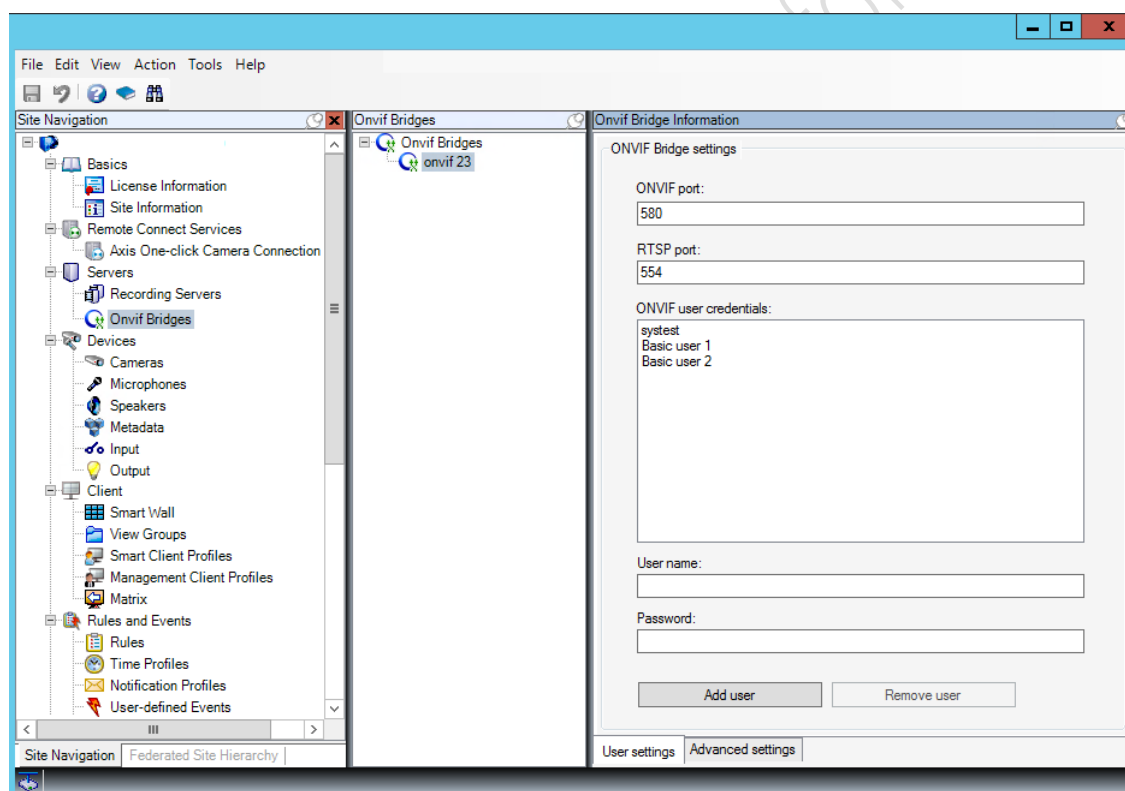 x
File Edit View Action Tools Help
Site Navigation
Basics
License Information
Site Information
Remote Connect Services
Axis One-click Camera Connection
Servers
Recording Servers
Onvif Bridges
Devices
Cameras
Microphones
Speakers
Metadata
Input
Output
Client
Smart Wall
View Groups
Smart Client Profiles
Management Client Profiles
Matrix
Rules and Events
Rules
Time Profiles
Notification Profiles
User-defined Events
Site Navigation
Federated Site Hierarchy
Onvif Bridges
Onvif Bridges
onvif 23
Onvif Bridge Information
ONVIF Bridge settings
ONVIF port:
580
RTSP port:
554
ONVIF user credentials:
systest
Basic user 1
Basic user 2
User name:
Password:
Add user
Remove user
User settings
Advanced settings